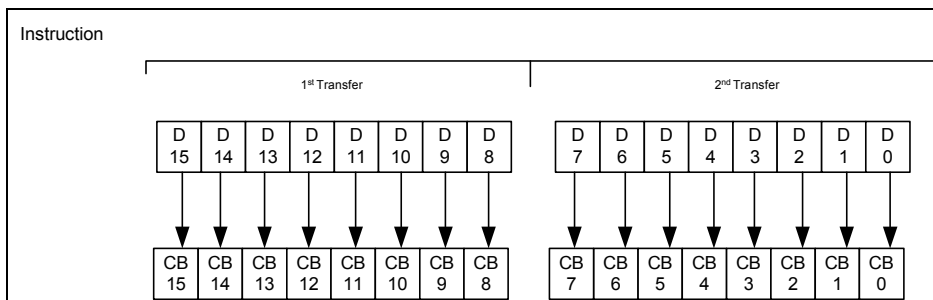 Instruction
1st Transfer 2nd Transfer
D D D D D D D D D D D D D D D D
15 14 13 12 11 10 9 8 7 6 5 4 3 2 1 0
CB CB CB CB CB CB CB CB CB CB CB CB CB CB CB CB
15 14 13 12 11 10 9 8 7 6 5 4 3 2 1 0